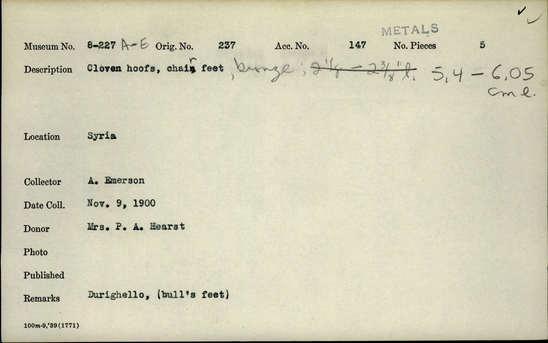 METALS
Museum No. 8-227 A-E Orig. No. 237 Acc. No. 147 No. Pieces 5
Description Cloven hoofs, chair feet, bronze; 2 1/8 - 2 3/8" l. 5,4 - 6,05
cm l.
Location Syria
Collector A. Emerson
Date Coll. Nov. 9, 1900
Donor Mrs. P. A. Hearst
Photo
Published
Remarks Durighello, (bull's feet)
100m-9,'39(1771)